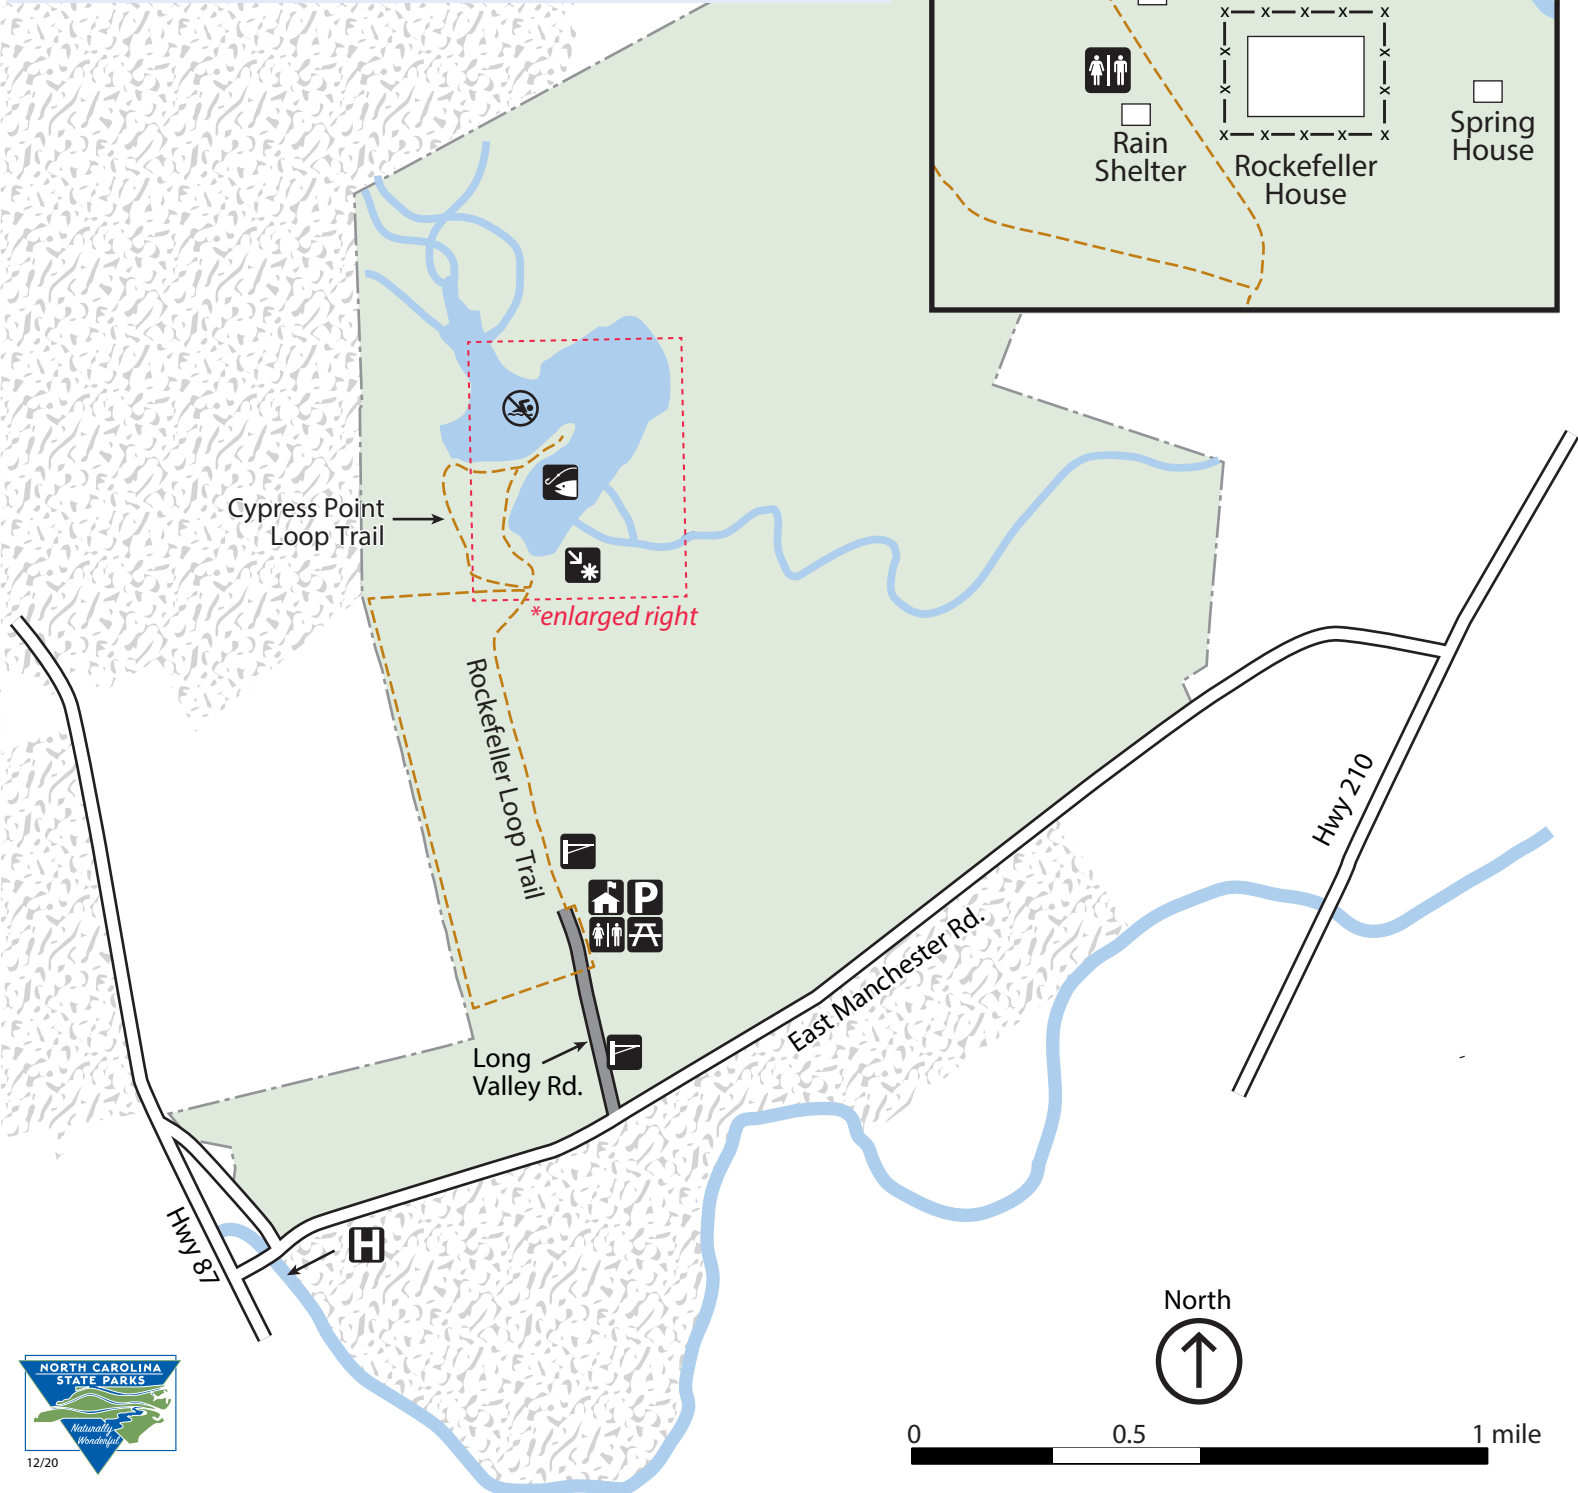 Rain
Shelter
Rockefeller
House
Spring
House
Cypress Point
Loop Trail
*enlarged right
Rockefeller Loop Trail
Long
Valley Rd.
East Manchester Rd.
Hwy 210
Hwy 87
H
P
North
0 0.5 1 mile
NORTH CAROLINA
STATE PARKS
Naturally
Wonderful
12/20